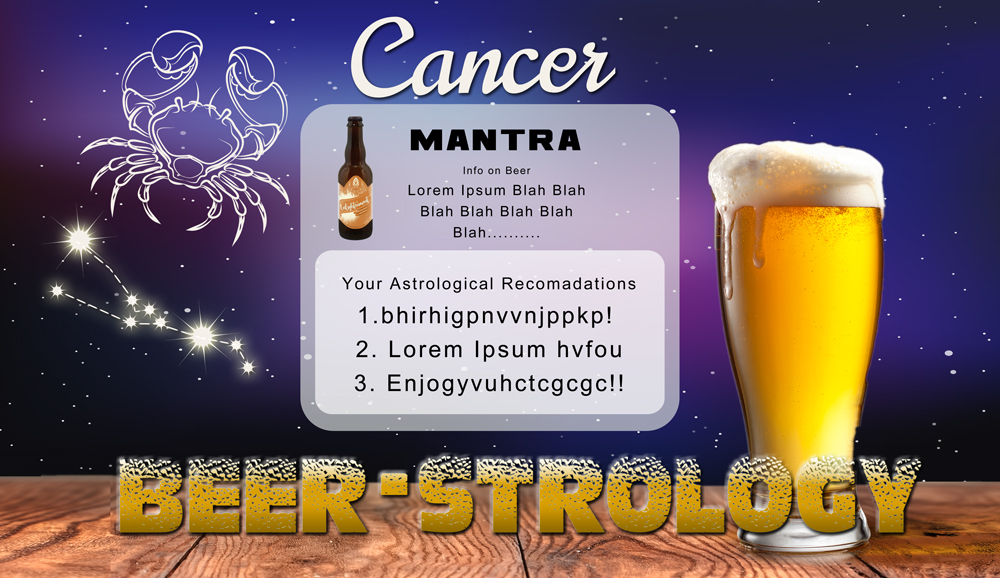 Cancer
MANTRA
Info on Beer
Lorem Ipsum Blah Blah
Blah Blah Blah Blah
Blah.........
Your Astrological Recomadations
1.bhirhigpnvvnjppkp!
2. Lorem Ipsum hvfou
3. Enjogyvuhctcgcgc!!
BEER-STROLOGY